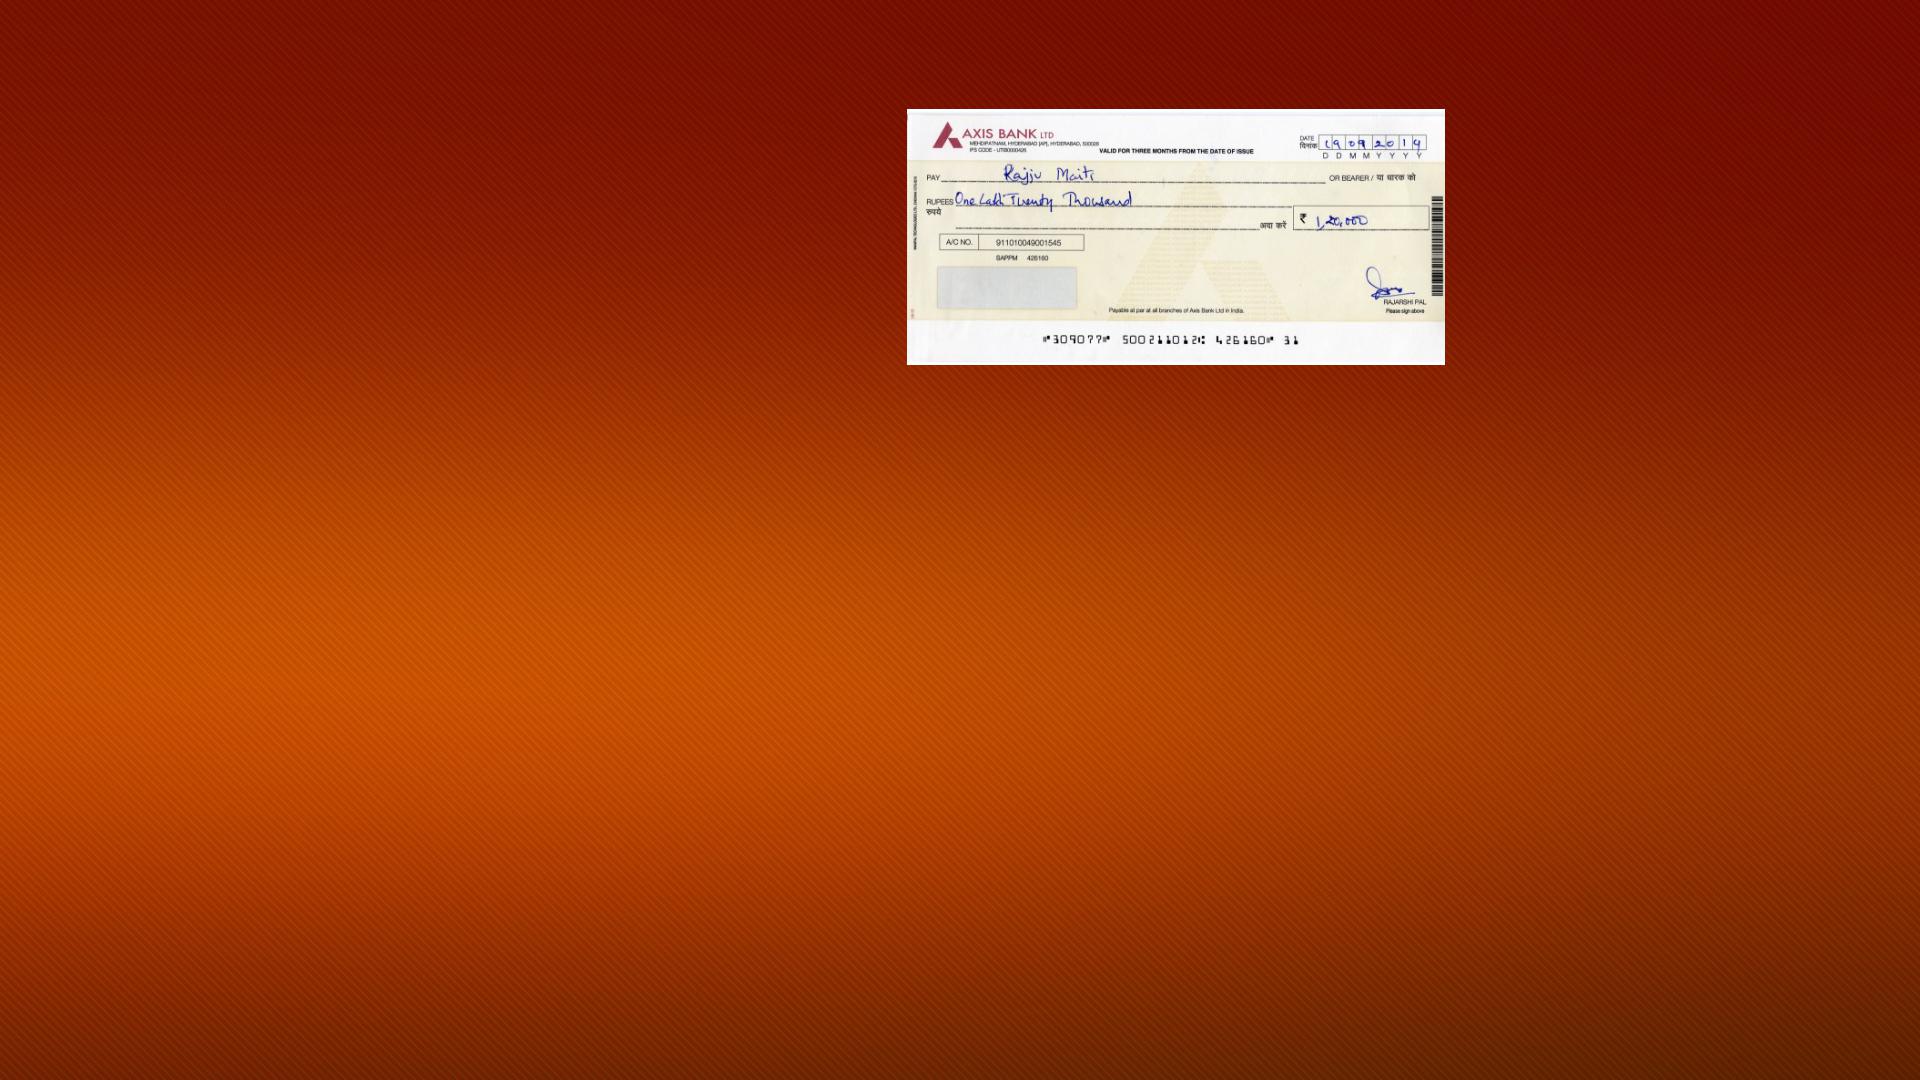 AXIS BANK LTD
MEHDIPATNAM, HYDERABAD [AP], HYDERABAD, 500028
IFS CODE - UTIB0000426
VALID FOR THREE MONTHS FROM THE DATE OF ISSUE
DATE
दिनांक 19092014
D D M M Y Y Y Y
PAY Rajju Maiti OR BEARER / या धारक को
RUPEES One Lakh Twenty Thousand
रुपये
अदा करें ₹ 1,20,000
A/C NO. 911010049001545
SAPPM 426160
RAJARSHI PAL
Payable at par at all branches of Axis Bank Ltd in India.
Please sign above
⑈309077⑈ 500211012⑆ 426160⑈ 31